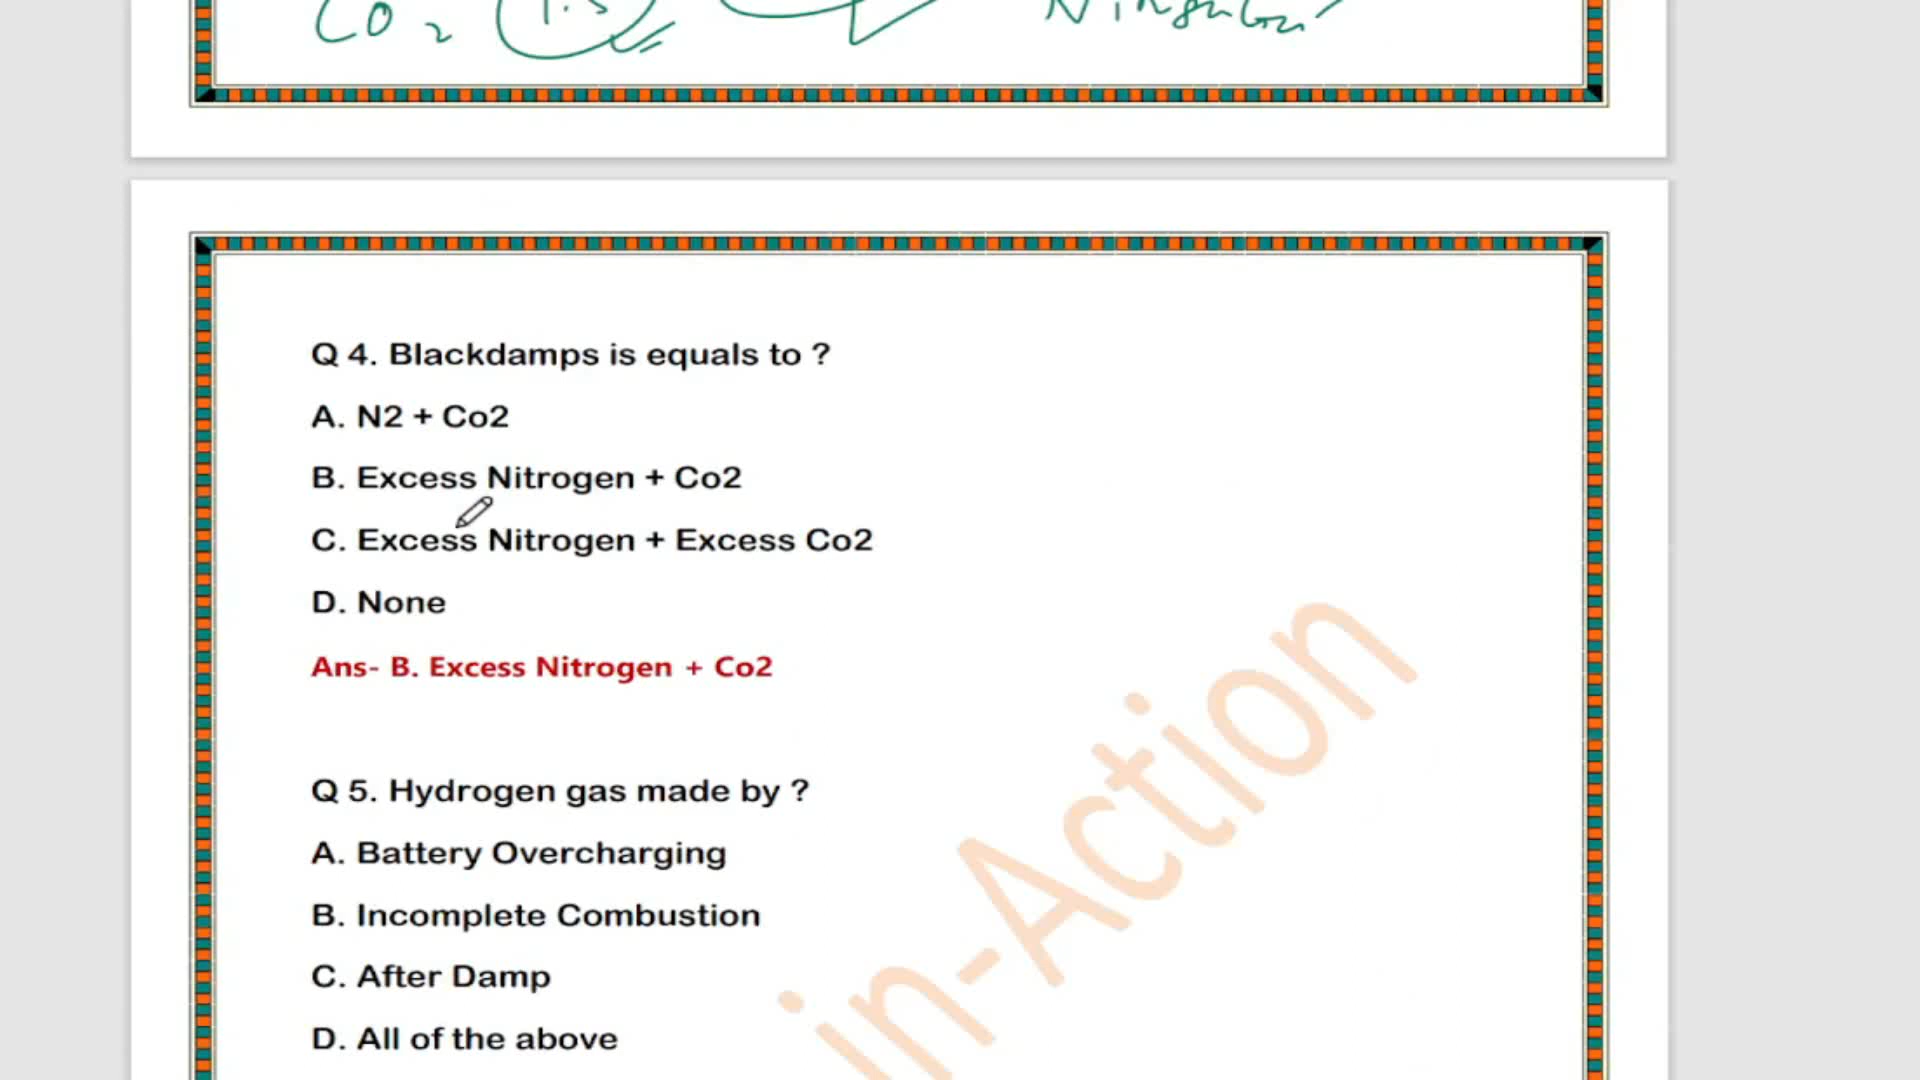 CO2
Q 4. Blackdamps is equals to ?
A. N2 + Co2
B. Excess Nitrogen + Co2
C. Excess Nitrogen + Excess Co2
D. None
Ans- B. Excess Nitrogen + Co2
Q 5. Hydrogen gas made by ?
A. Battery Overcharging
B. Incomplete Combustion
C. After Damp
D. All of the above
in-Action